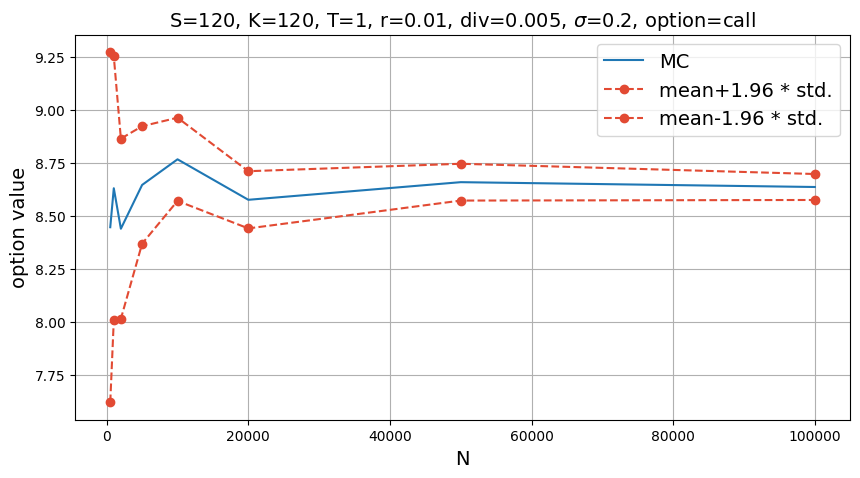 S=120, K=120, T=1, r=0.01, div=0.005, σ=0.2, option=call
MC
mean+1.96 * std.
mean-1.96 * std.
option value
9.25
9.00
8.75
8.50
8.25
8.00
7.75
0
20000
40000
60000
80000
100000
N